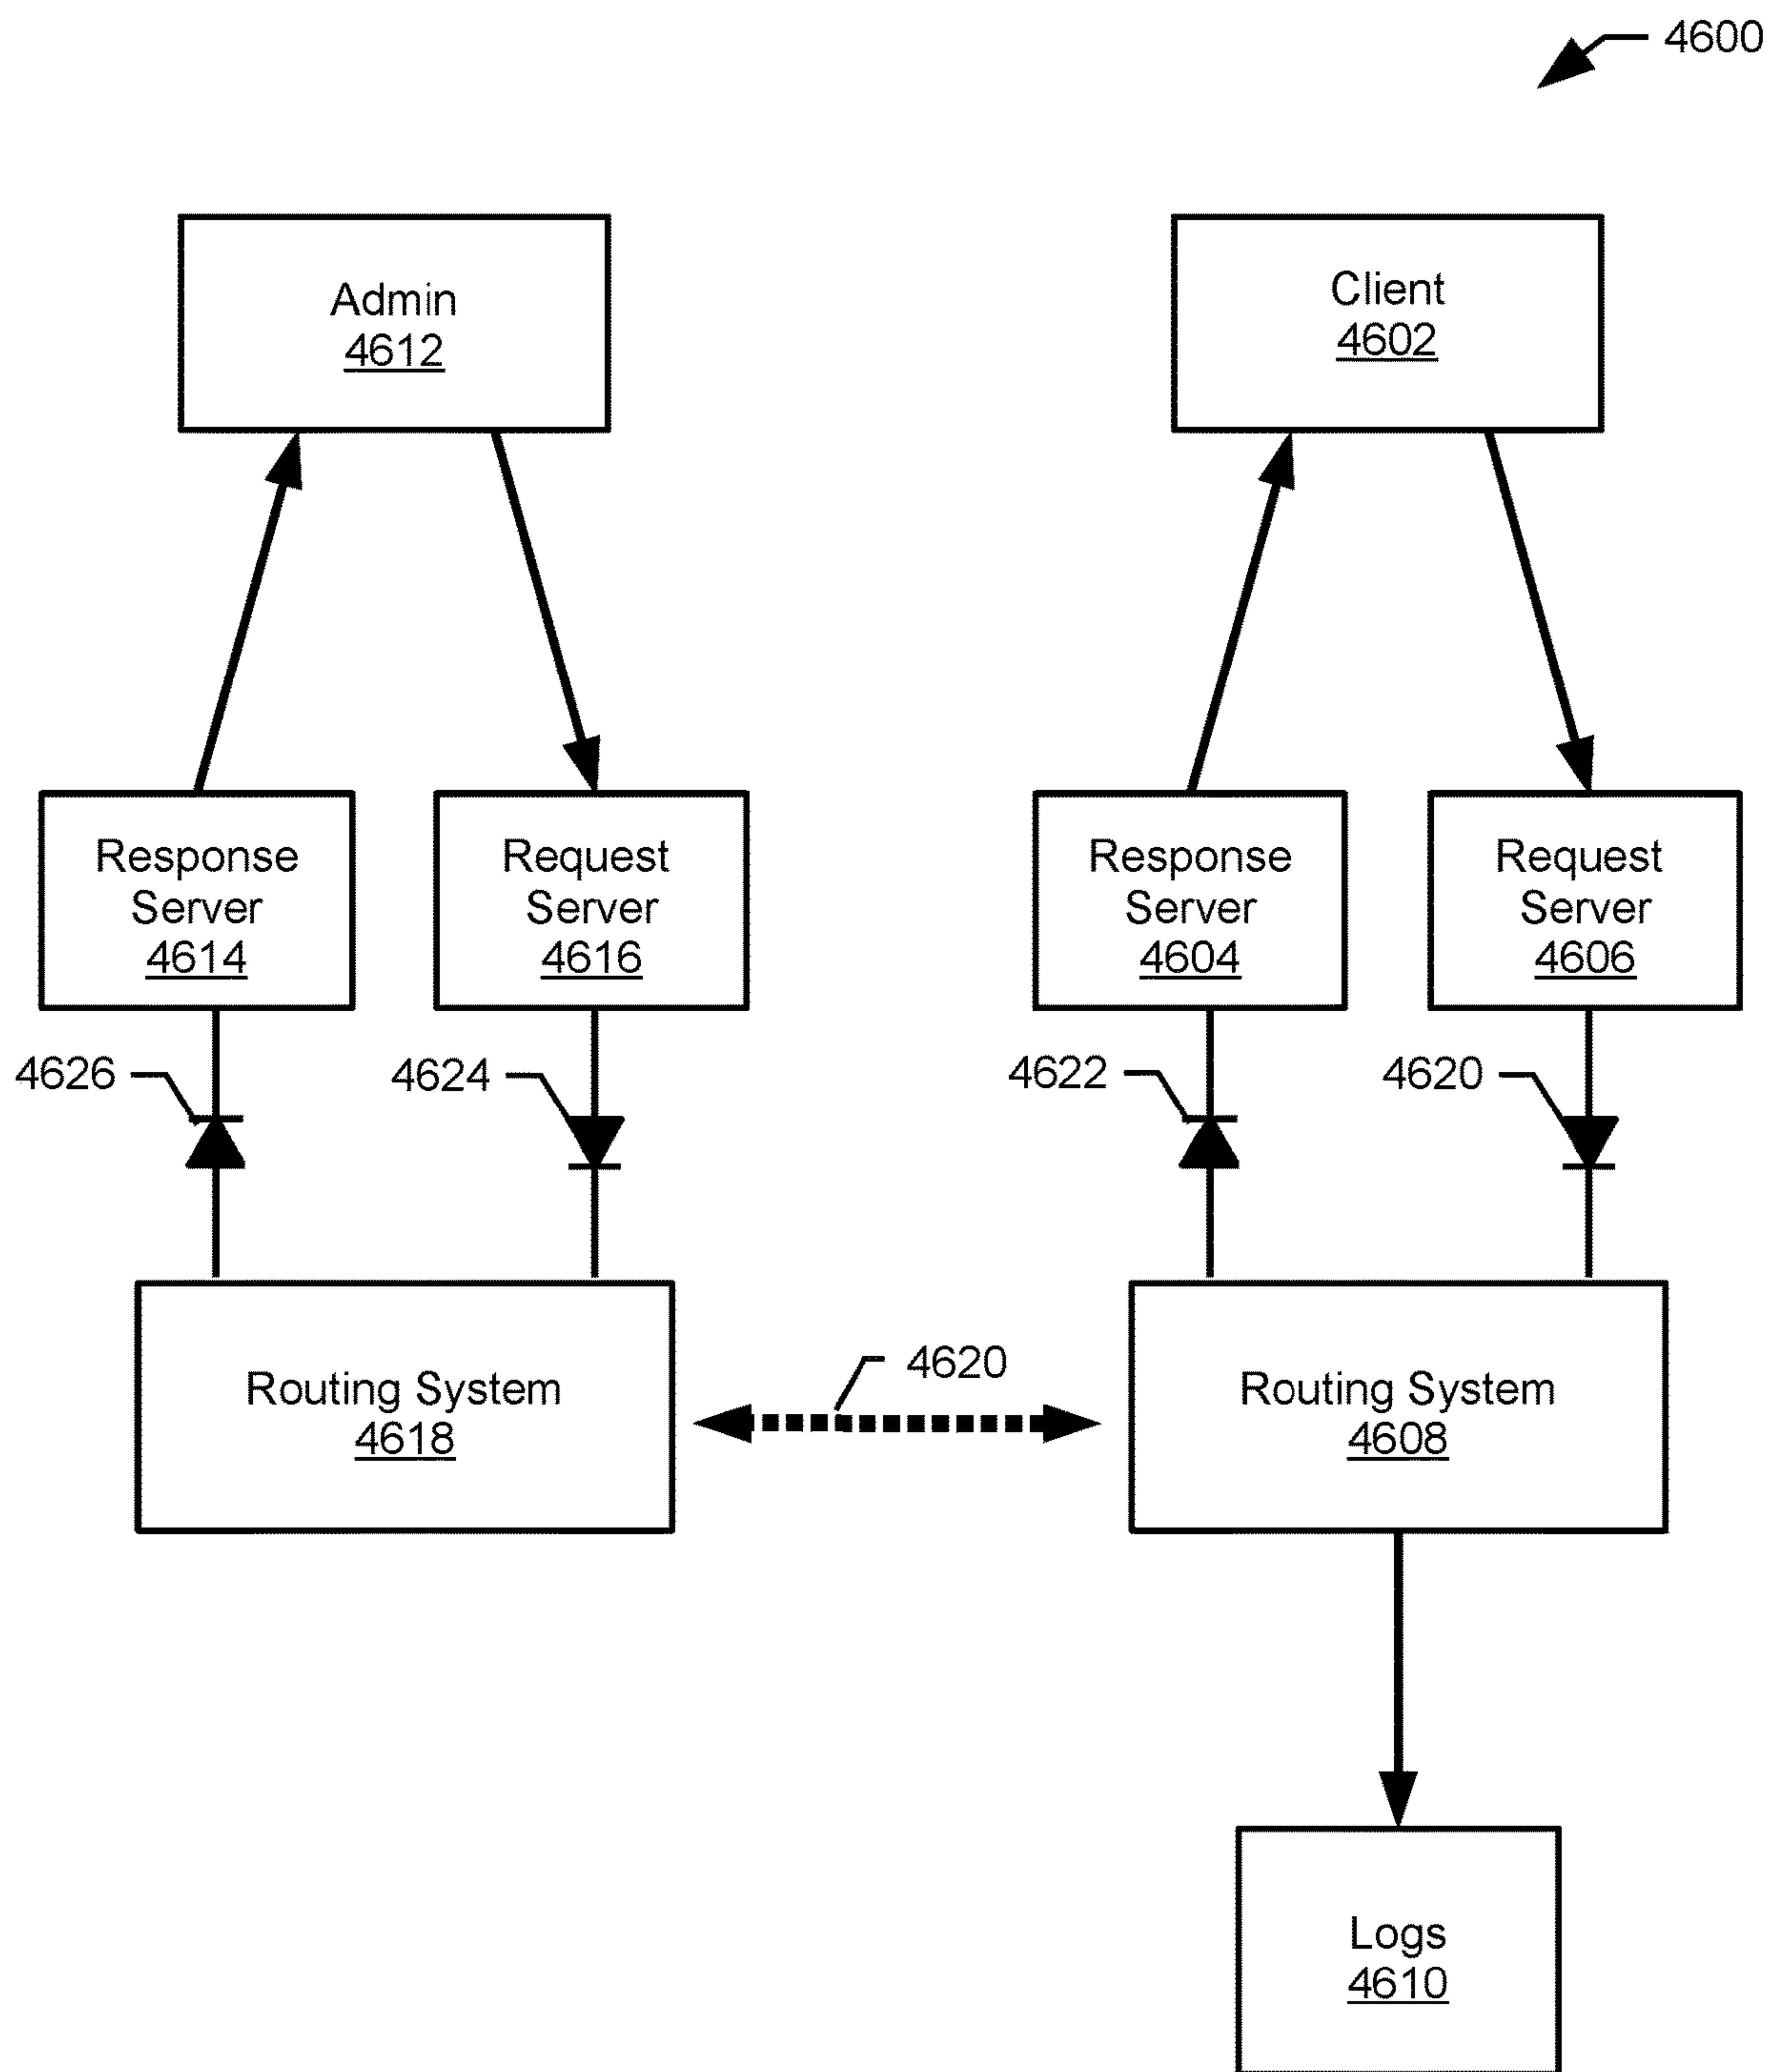 4600
Admin
4612
Client
4602
Response
Server
4614
Request
Server
4616
Response
Server
4604
Request
Server
4606
4626
4624
4622
4620
Routing System
4618
4620
Routing System
4608
Logs
4610